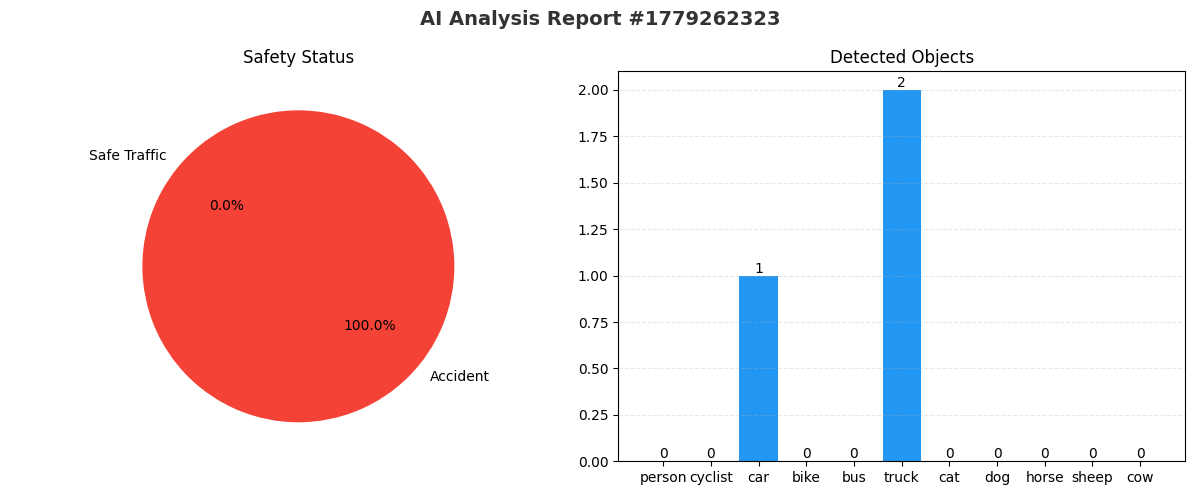 AI Analysis Report #1779262323
Safety Status
Safe Traffic
0.0%
100.0%
Accident
Detected Objects
2.00
1.75
1.50
1.25
1.00
0.75
0.50
0.25
0.00
0 0 1 0 0 2 0 0 0 0 0
person cyclist car bike bus truck cat dog horse sheep cow